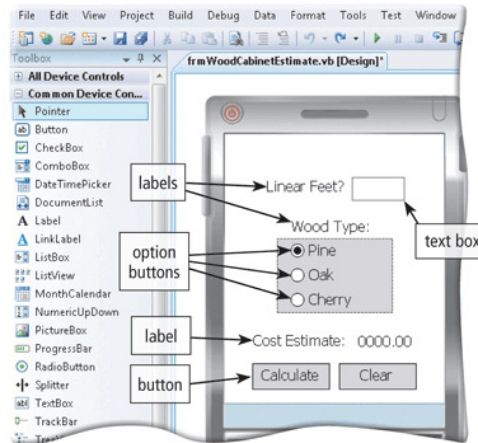 File Edit View Project Build Debug Data Format Tools Test Window
Toolbox
frmWoodCabinetEstimate.vb [Design]*
All Device Controls
Common Device Con...
Pointer
Button
CheckBox
ComboBox
DateTimePicker
DocumentList
Label
LinkLabel
ListBox
ListView
MonthCalendar
NumericUpDown
PictureBox
ProgressBar
RadioButton
Splitter
TextBox
TrackBar
labels
Linear Feet?
text box
Wood Type:
option
buttons
Pine
Oak
Cherry
label
Cost Estimate: 0000.00
button
Calculate Clear